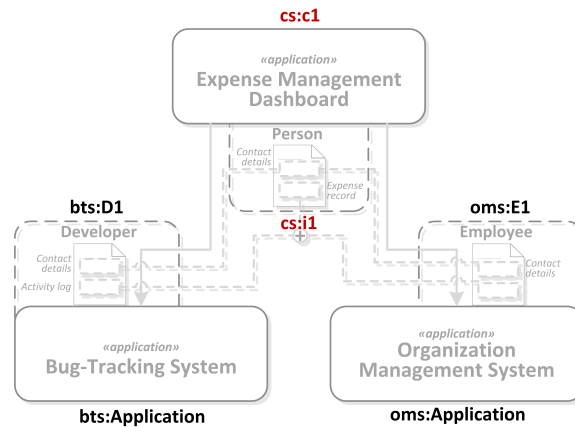 cs:c1
«application»
Expense Management
Dashboard
Person
Contact
details
Expense
record
cs:i1
bts:D1
Developer
Contact
details
Activity log
oms:E1
Employee
Contact
details
«application»
Bug-Tracking System
bts:Application
«application»
Organization
Management System
oms:Application